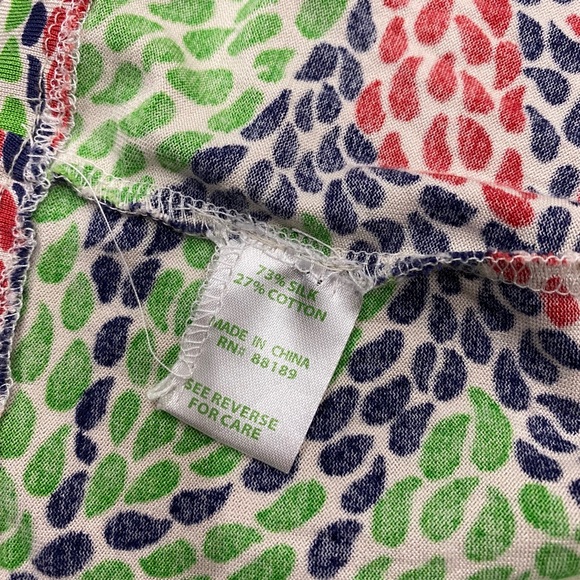 73% SILK
27% COTTON
MADE IN CHINA
RN# 88189
SEE REVERSE
FOR CARE